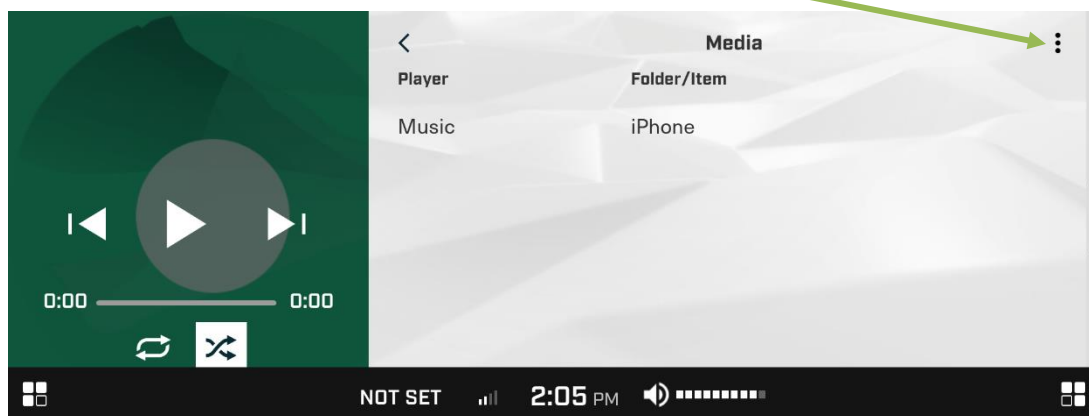 Media
Player Folder/Item
Music iPhone
0:00 0:00
NOT SET 2:05 PM